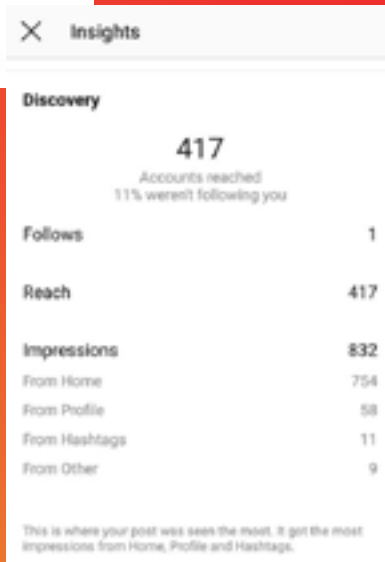 Insights
Discovery
417
Accounts reached
11% weren't following you
Follows 1
Reach 417
Impressions 832
From Home 754
From Profile 58
From Hashtags 11
From Other 9
This is where your post was seen the most. It got the most
impressions from Home, Profile and Hashtags.